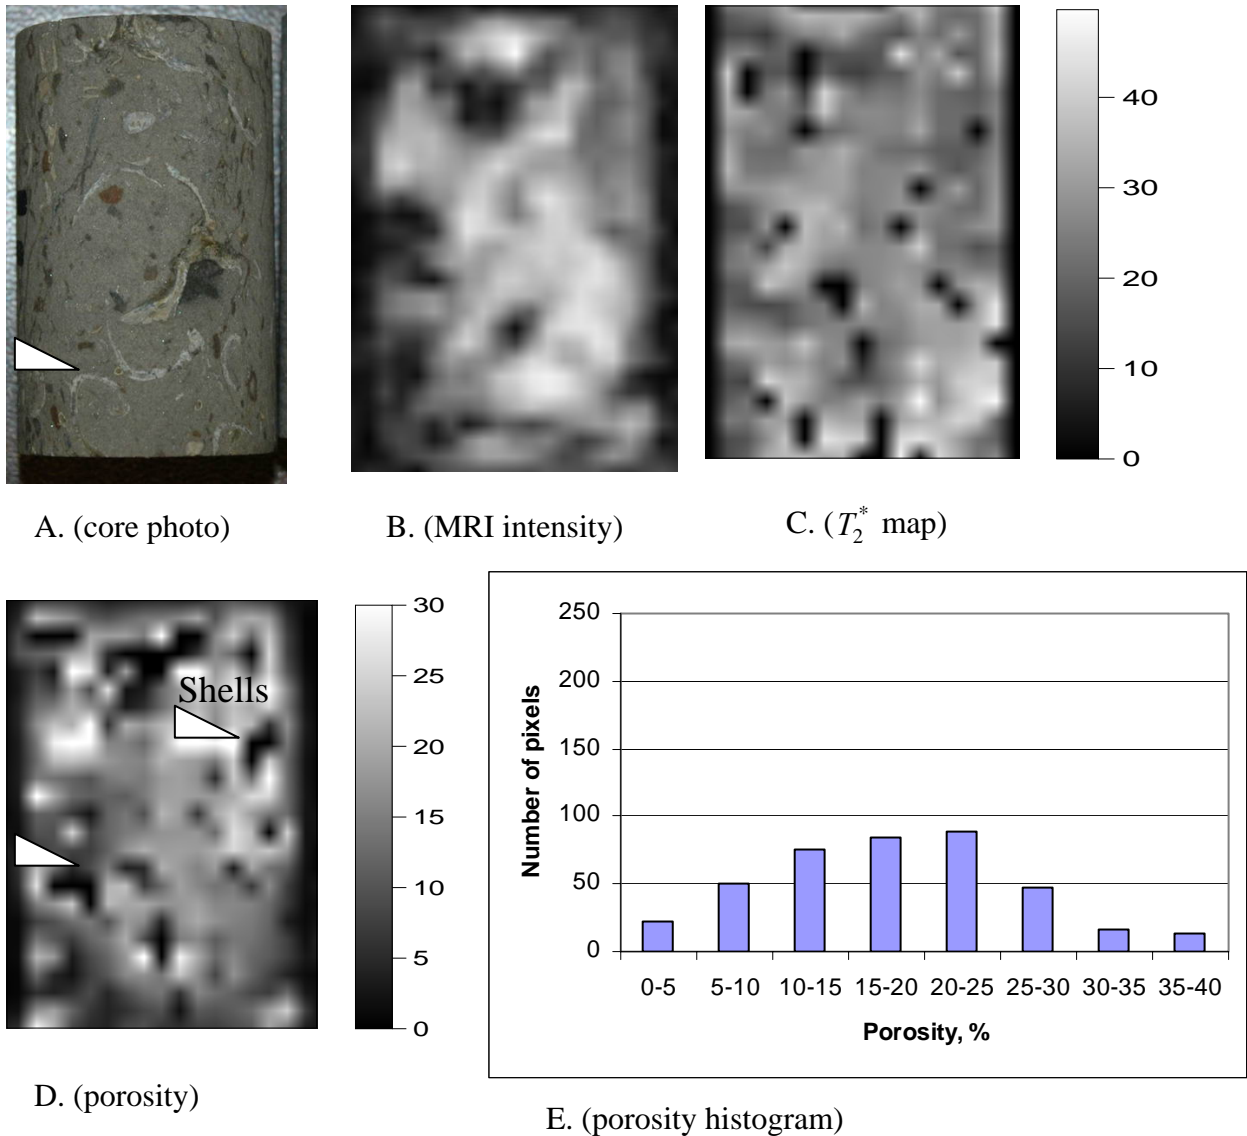 40
30
20
10
0
A. (core photo)
B. (MRI intensity)
C. (T₂* map)
30
25
20
15
10
5
0
Shells
D. (porosity)
250
200
150
100
50
0
Number of pixels
0-5 5-10 10-15 15-20 20-25 25-30 30-35 35-40
Porosity, %
E. (porosity histogram)